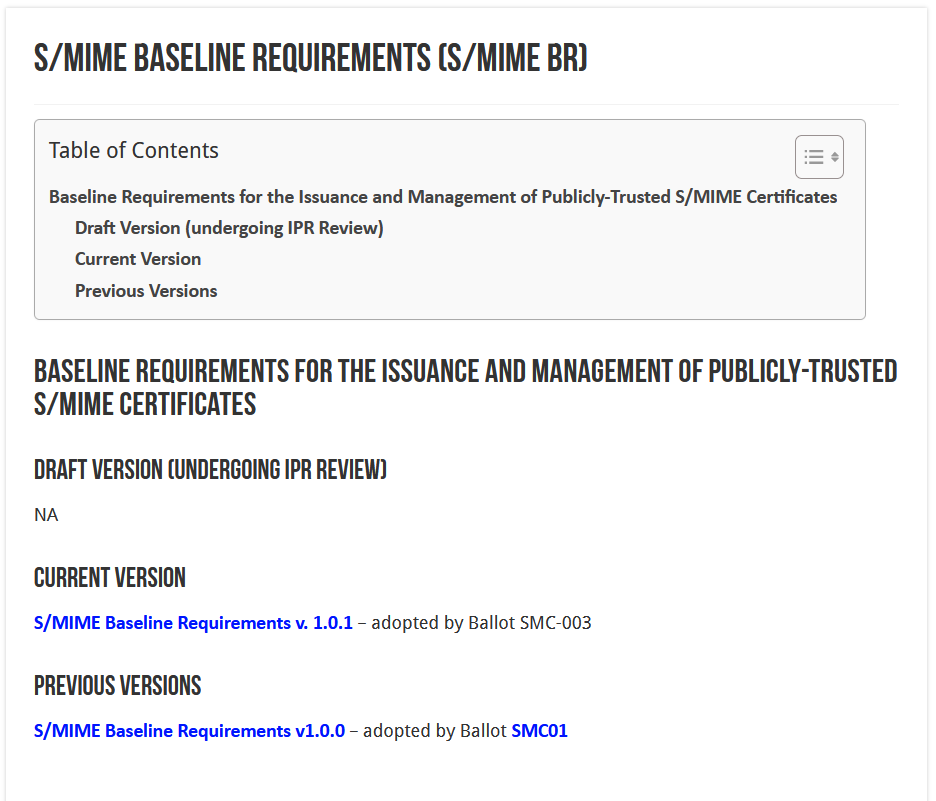 S/MIME BASELINE REQUIREMENTS (S/MIME BR)
Table of Contents
Baseline Requirements for the Issuance and Management of Publicly-Trusted S/MIME Certificates
Draft Version (undergoing IPR Review)
Current Version
Previous Versions
BASELINE REQUIREMENTS FOR THE ISSUANCE AND MANAGEMENT OF PUBLICLY-TRUSTED
S/MIME CERTIFICATES
DRAFT VERSION (UNDERGOING IPR REVIEW)
NA
CURRENT VERSION
S/MIME Baseline Requirements v. 1.0.1 – adopted by Ballot SMC-003
PREVIOUS VERSIONS
S/MIME Baseline Requirements v1.0.0 – adopted by Ballot SMC01